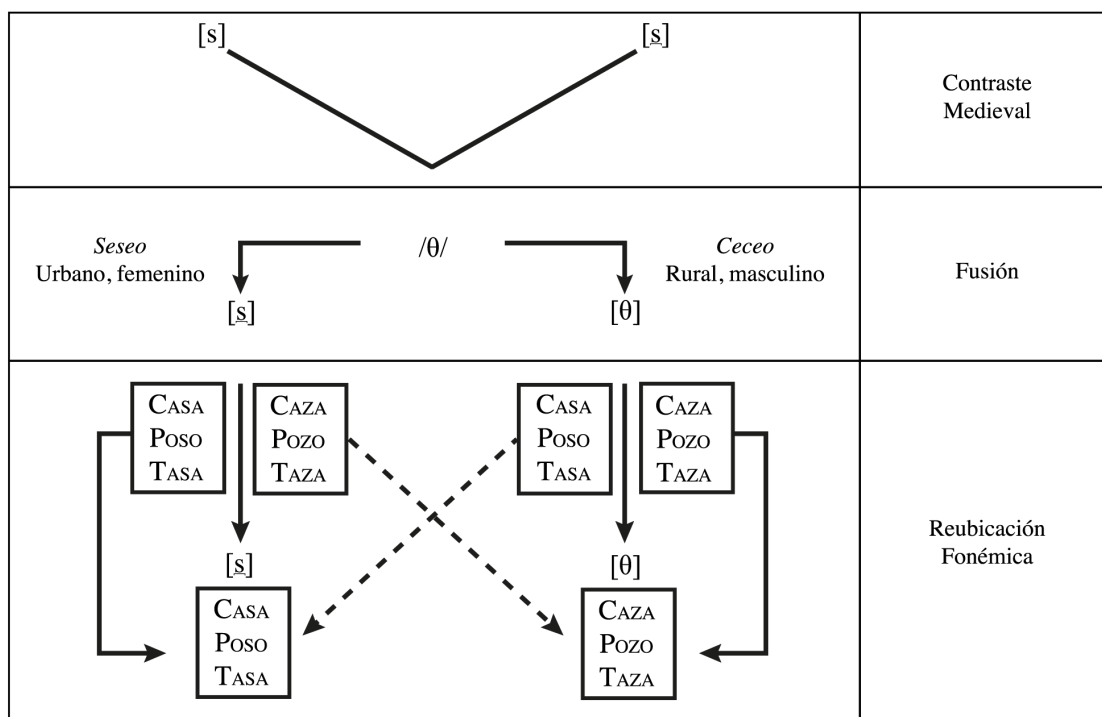 [s] [s̲]
Contraste
Medieval
Seseo
Urbano, femenino
/θ/
Ceceo
Rural, masculino
[s̲] [θ]
Fusión
CASA
POSO
TASA
CAZA
POZO
TAZA
CASA
POSO
TASA
CAZA
POZO
TAZA
[s̲] [θ]
CASA
POSO
TASA
CAZA
POZO
TAZA
Reubicación
Fonémica